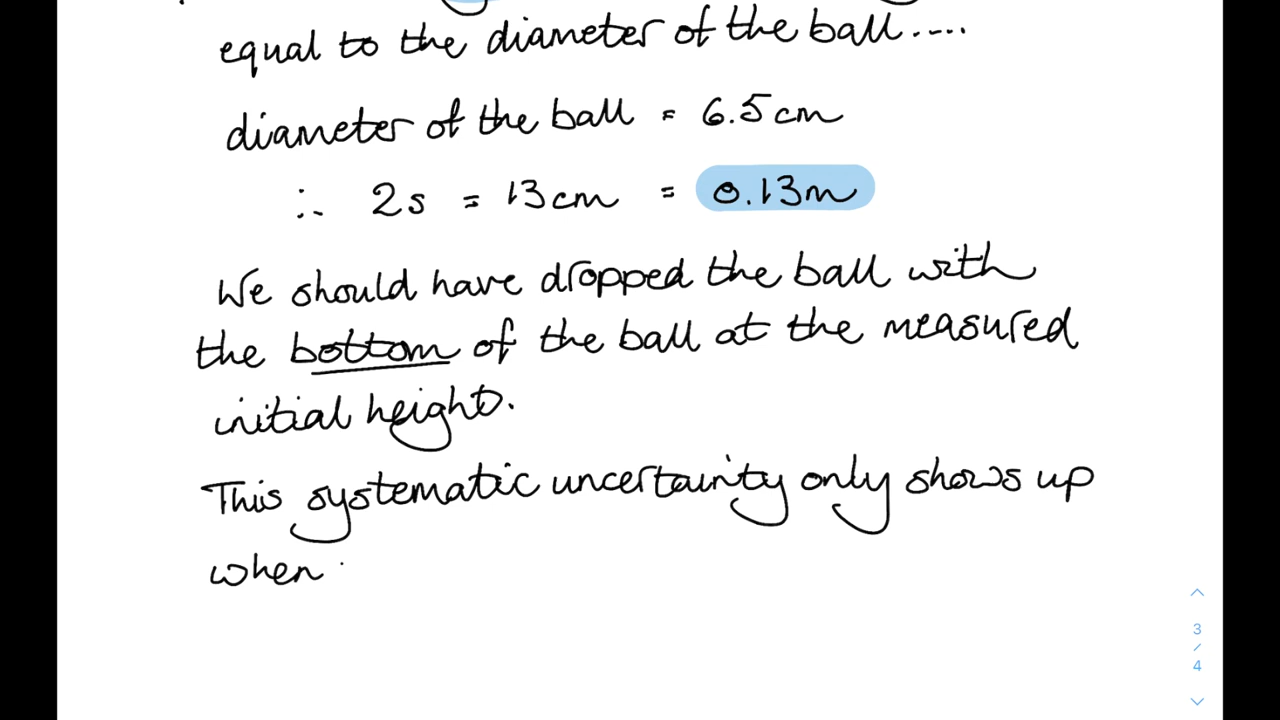 equal to the diameter of the ball....
diameter of the ball = 6.5cm
∴ 2s = 13cm = 0.13m
We should have dropped the ball with
the bottom of the ball at the measured
initial height.
This systematic uncertainty only shows up
when
3
/
4